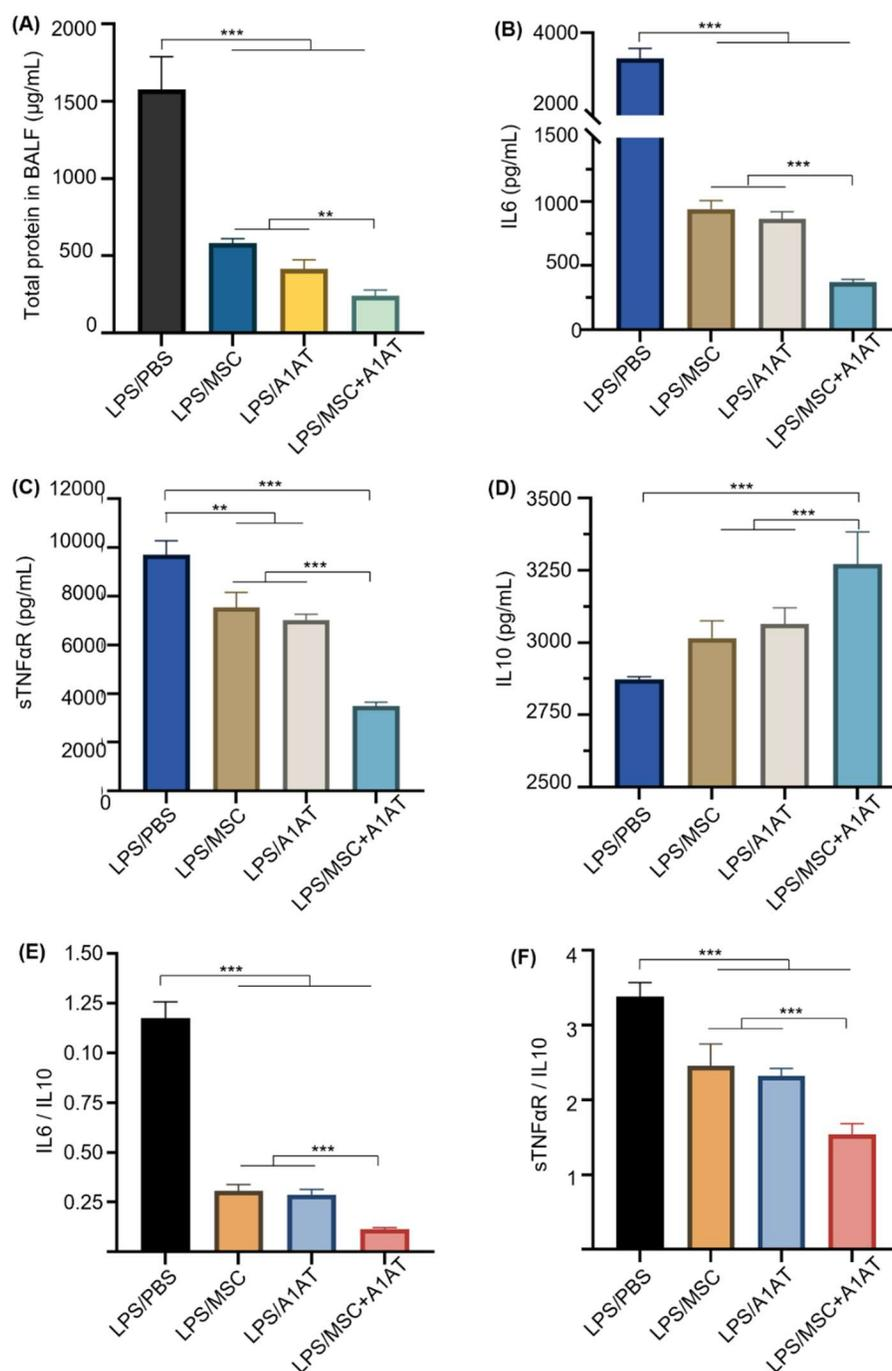 (A)
Total protein in BALF (µg/mL)
2000
1500
1000
500
0
***
**
LPS/PBS
LPS/MSC
LPS/A1AT
LPS/MSC+A1AT
(B)
IL6 (pg/mL)
4000
2000
1500
1000
500
0
***
***
LPS/PBS
LPS/MSC
LPS/A1AT
LPS/MSC+A1AT
(C)
sTNFαR (pg/mL)
12000
10000
8000
6000
4000
2000
0
***
**
***
LPS/PBS
LPS/MSC
LPS/A1AT
LPS/MSC+A1AT
(D)
IL10 (pg/mL)
3500
3250
3000
2750
2500
***
***
LPS/PBS
LPS/MSC
LPS/A1AT
LPS/MSC+A1AT
(E)
IL6 / IL10
1.50
1.25
0.10
0.75
0.50
0.25
***
***
LPS/PBS
LPS/MSC
LPS/A1AT
LPS/MSC+A1AT
(F)
sTNFαR / IL10
4
3
2
1
***
***
LPS/PBS
LPS/MSC
LPS/A1AT
LPS/MSC+A1AT